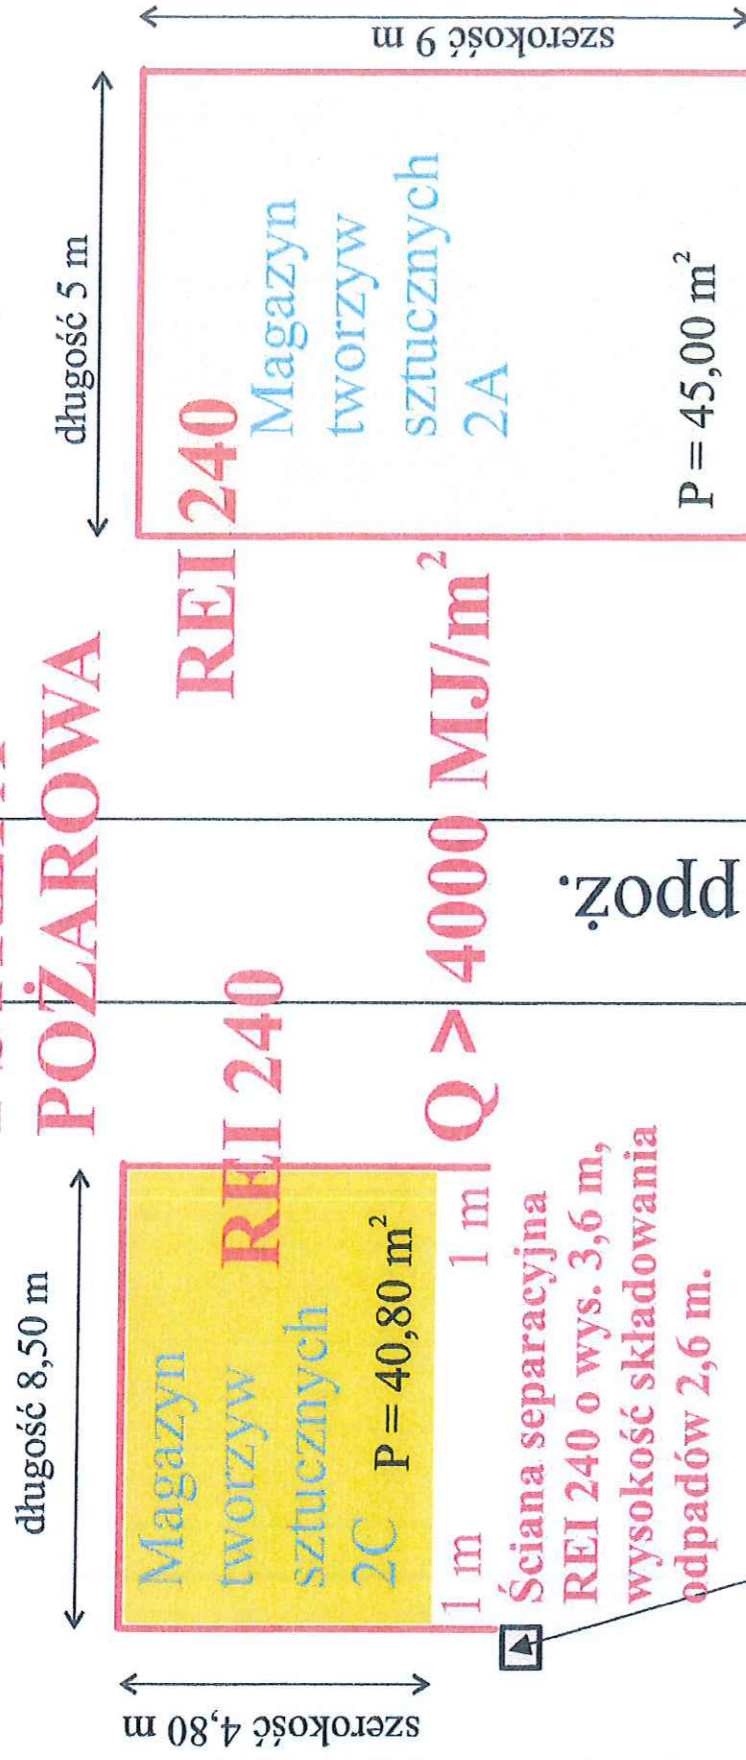 POŻAROWA
długość 8,50 m
szerokość 4,80 m
Magazyn
tworzyw
sztucznych
2C
P = 40,80 m²
REI 240
1 m
1 m
Ściana separacyjna
REI 240 o wys. 3,6 m,
wysokość składowania
odpadów 2,6 m.
Q > 4000 MJ/m²
ppoż.
REI 240
długość 5 m
szerokość 9 m
Magazyn
tworzyw
sztucznych
2A
P = 45,00 m²